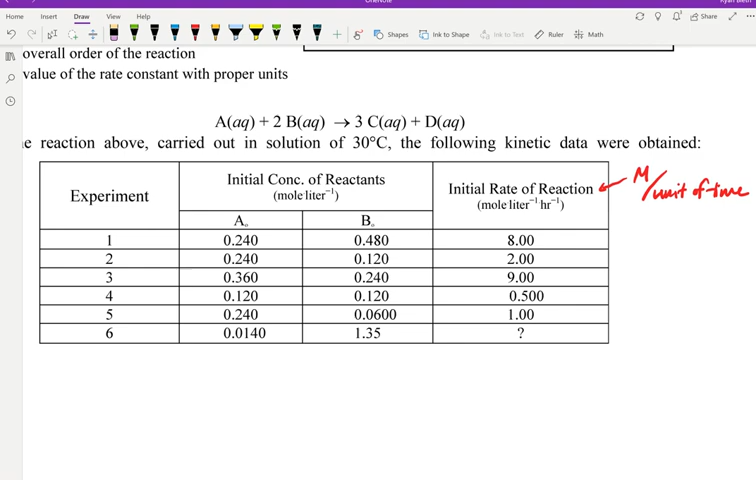 OneNote
Ryan Blesh
Home Insert Draw View Help
Shapes Ink to Shape Ink to Text Ruler Math Share
overall order of the reaction
value of the rate constant with proper units
A(aq) + 2 B(aq) → 3 C(aq) + D(aq)
e reaction above, carried out in solution of 30°C, the following kinetic data were obtained:
Experiment Initial Conc. of Reactants (mole liter⁻¹) Initial Rate of Reaction (mole liter⁻¹ hr⁻¹)
M/unit of time
A₀ B₀
1 0.240 0.480 8.00
2 0.240 0.120 2.00
3 0.360 0.240 9.00
4 0.120 0.120 0.500
5 0.240 0.0600 1.00
6 0.0140 1.35 ?